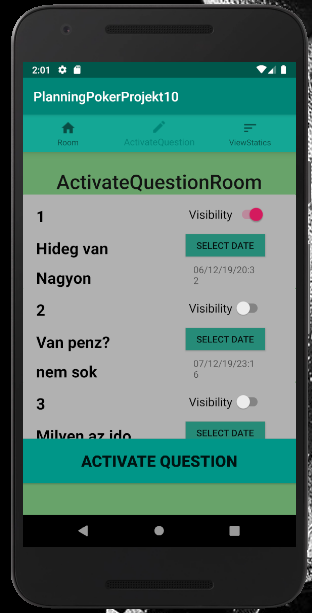 2:01
PlanningPokerProjekt10
Room
ActivateQuestion
ViewStatics
ActivateQuestionRoom
1
Visibility
Hideg van
SELECT DATE
Nagyon
06/12/19/20:3
2
2
Visibility
Van penz?
SELECT DATE
nem sok
07/12/19/23:1
6
3
Visibility
Milyen az ido
SELECT DATE
ACTIVATE QUESTION